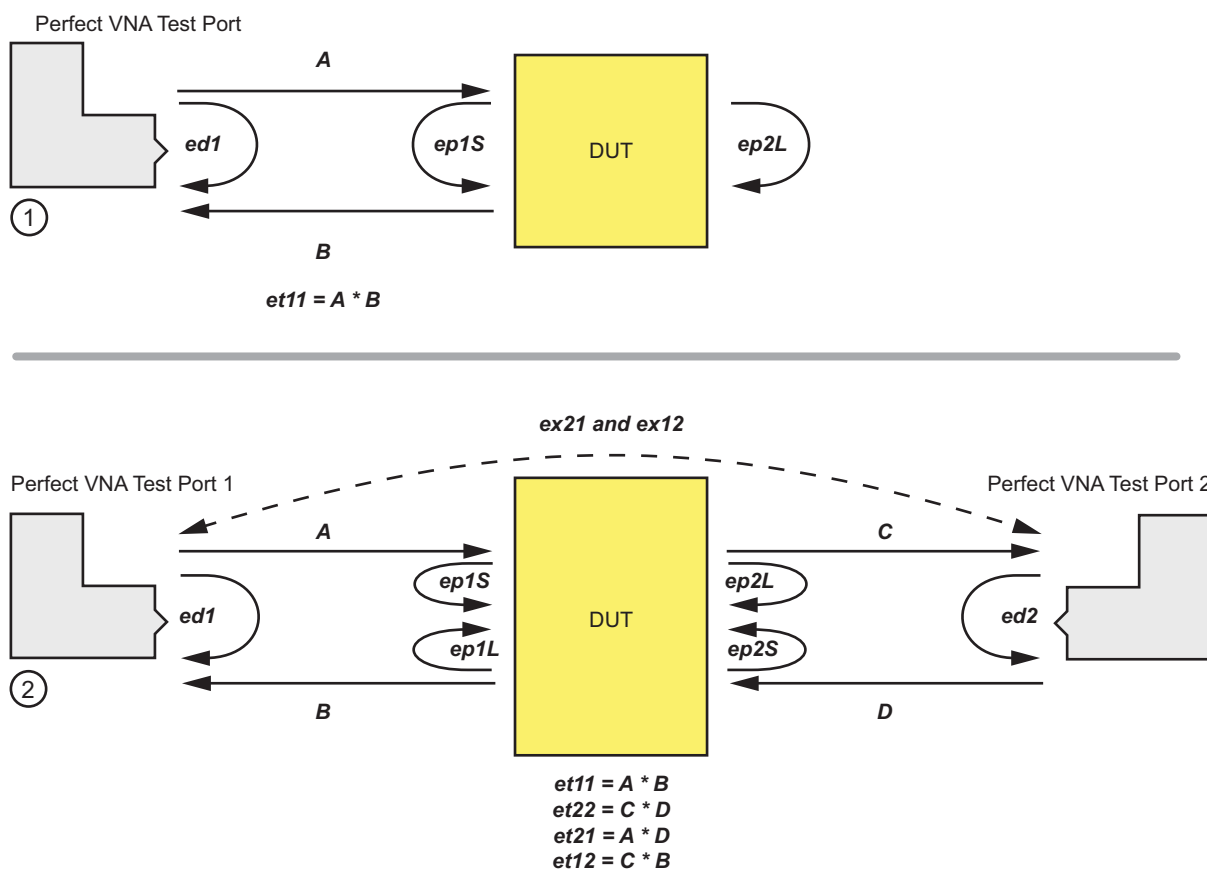 Perfect VNA Test Port
A
ed1
ep1S
DUT
ep2L
1
B
et11 = A * B
ex21 and ex12
Perfect VNA Test Port 1
Perfect VNA Test Port 2
A
C
ep1S
ep2L
ed1
DUT
ed2
ep1L
ep2S
2
B
D
et11 = A * B
et22 = C * D
et21 = A * D
et12 = C * B